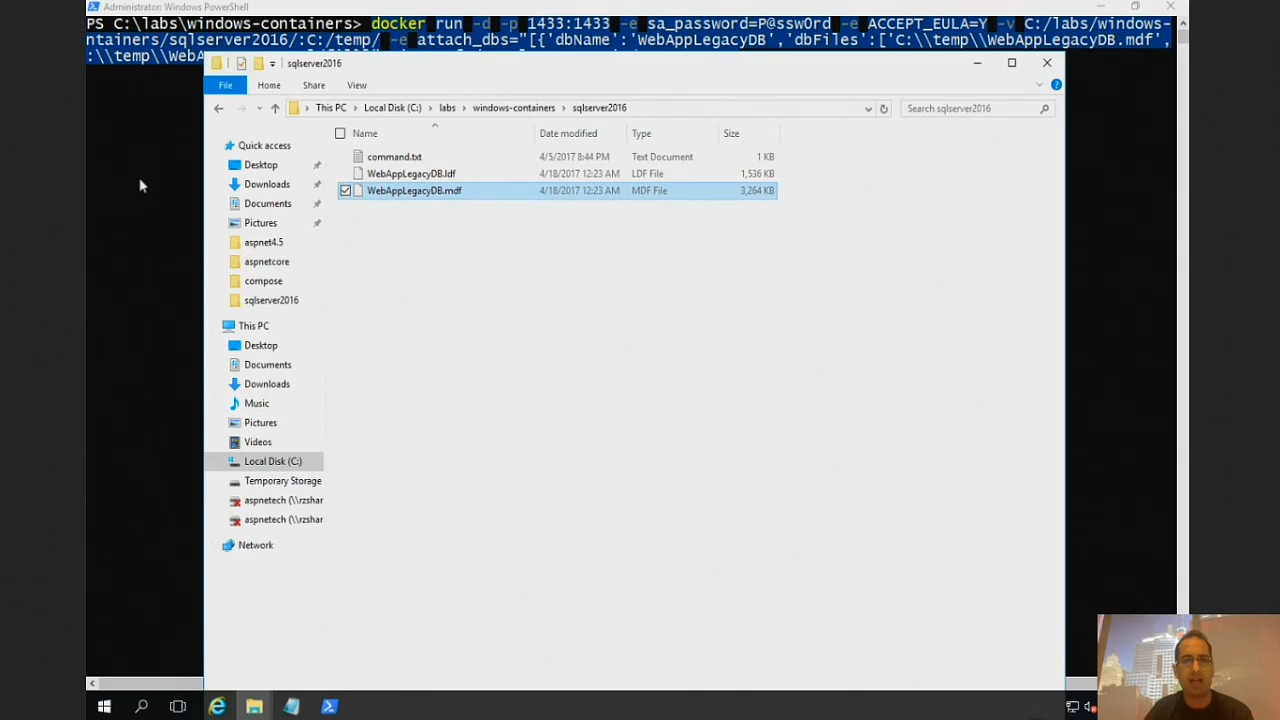 Administrator: Windows PowerShell
PS C:\labs\windows-containers> docker run -d -p 1433:1433 -e sa_password=P@ssw0rd -e ACCEPT_EULA=Y -v C:/labs/windows-
ntainers/sqlserver2016/:C:/temp/ -e attach_dbs="[{'dbName':'WebAppLegacyDB','dbFiles':['C:\\temp\\WebAppLegacyDB.mdf',
:\\temp\\WebA
sqlserver2016
File Home Share View
This PC Local Disk (C:) labs windows-containers sqlserver2016 Search sqlserver2016
Name Date modified Type Size
command.txt 4/5/2017 8:44 PM Text Document 1 KB
WebAppLegacyDB.ldf 4/18/2017 12:23 AM LDF File 1,536 KB
WebAppLegacyDB.mdf 4/18/2017 12:23 AM MDF File 3,264 KB
Quick access
Desktop
Downloads
Documents
Pictures
aspnet4.5
aspnetcore
compose
sqlserver2016
This PC
Desktop
Documents
Downloads
Music
Pictures
Videos
Local Disk (C:)
Temporary Storage
aspnetech (\\rzshar
aspnetech (\\rzshar
Network